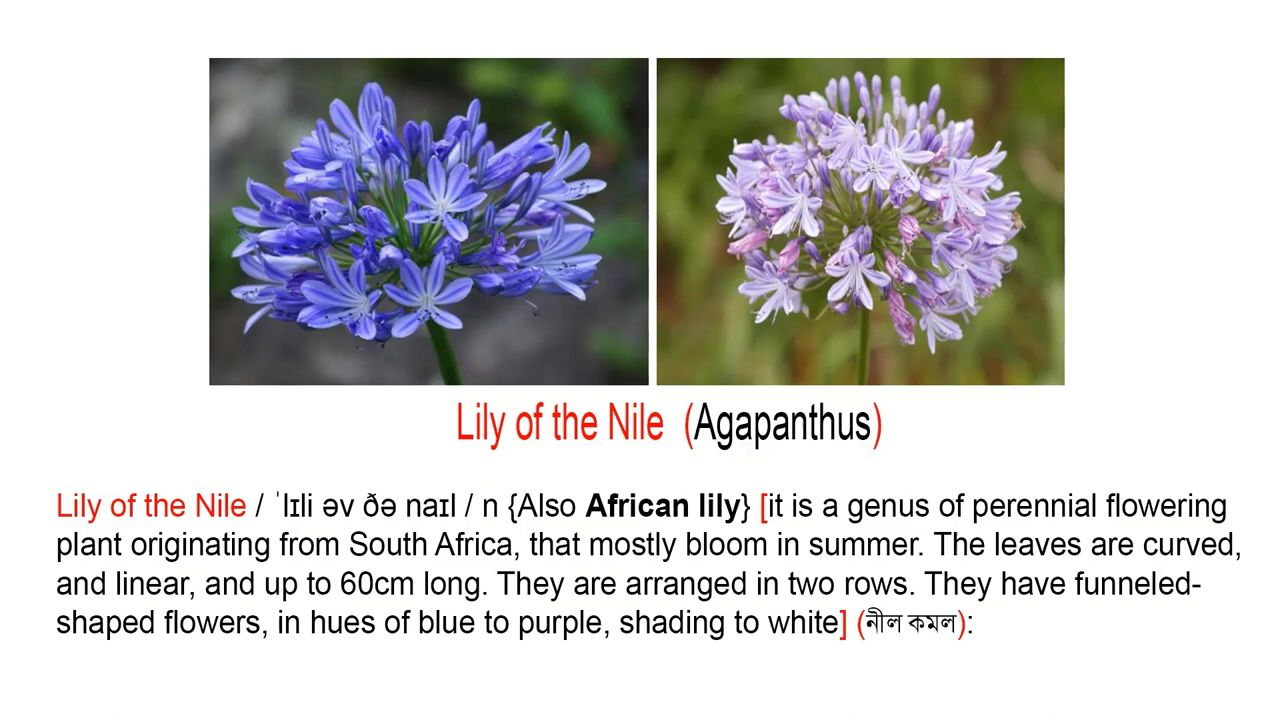 Lily of the Nile (Agapanthus)
Lily of the Nile / ˈlɪli əv ðə naɪl / n {Also African lily} [it is a genus of perennial flowering
plant originating from South Africa, that mostly bloom in summer. The leaves are curved,
and linear, and up to 60cm long. They are arranged in two rows. They have funneled-
shaped flowers, in hues of blue to purple, shading to white] (নীল কমল):